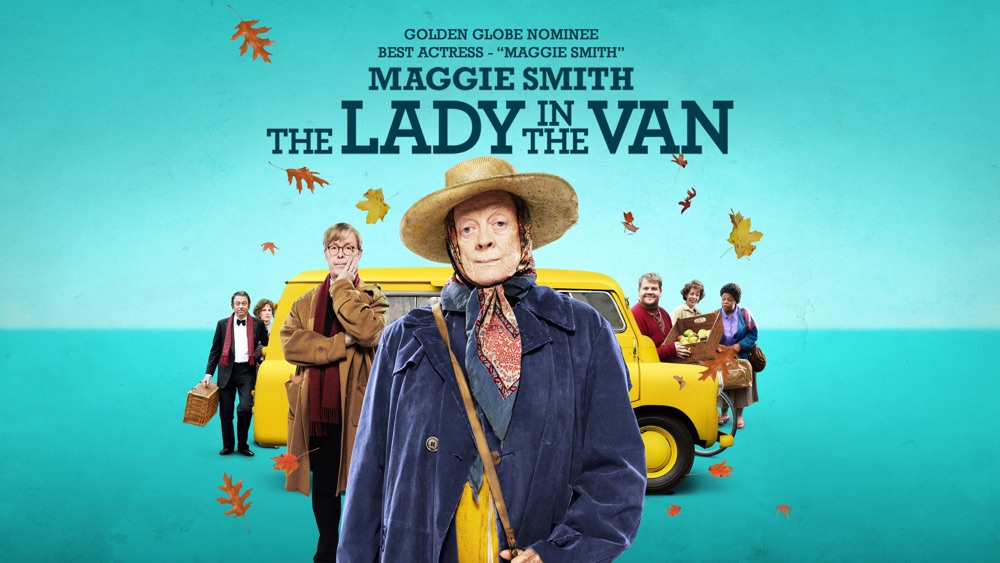 GOLDEN GLOBE NOMINEE
BEST ACTRESS - “MAGGIE SMITH”
MAGGIE SMITH
THE LADY IN THE VAN